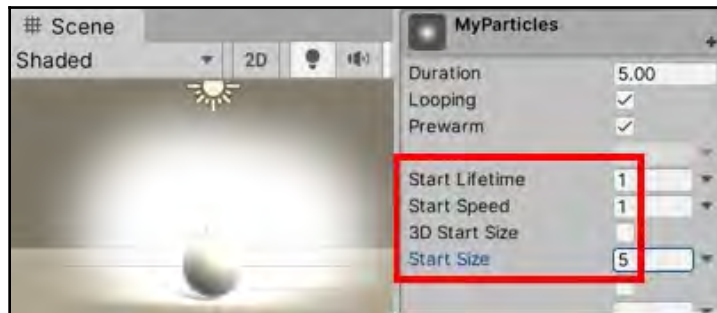 # Scene
Shaded
2D
MyParticles
+
Duration 5.00
Looping
Prewarm
Start Lifetime 1
Start Speed 1
3D Start Size
Start Size 5